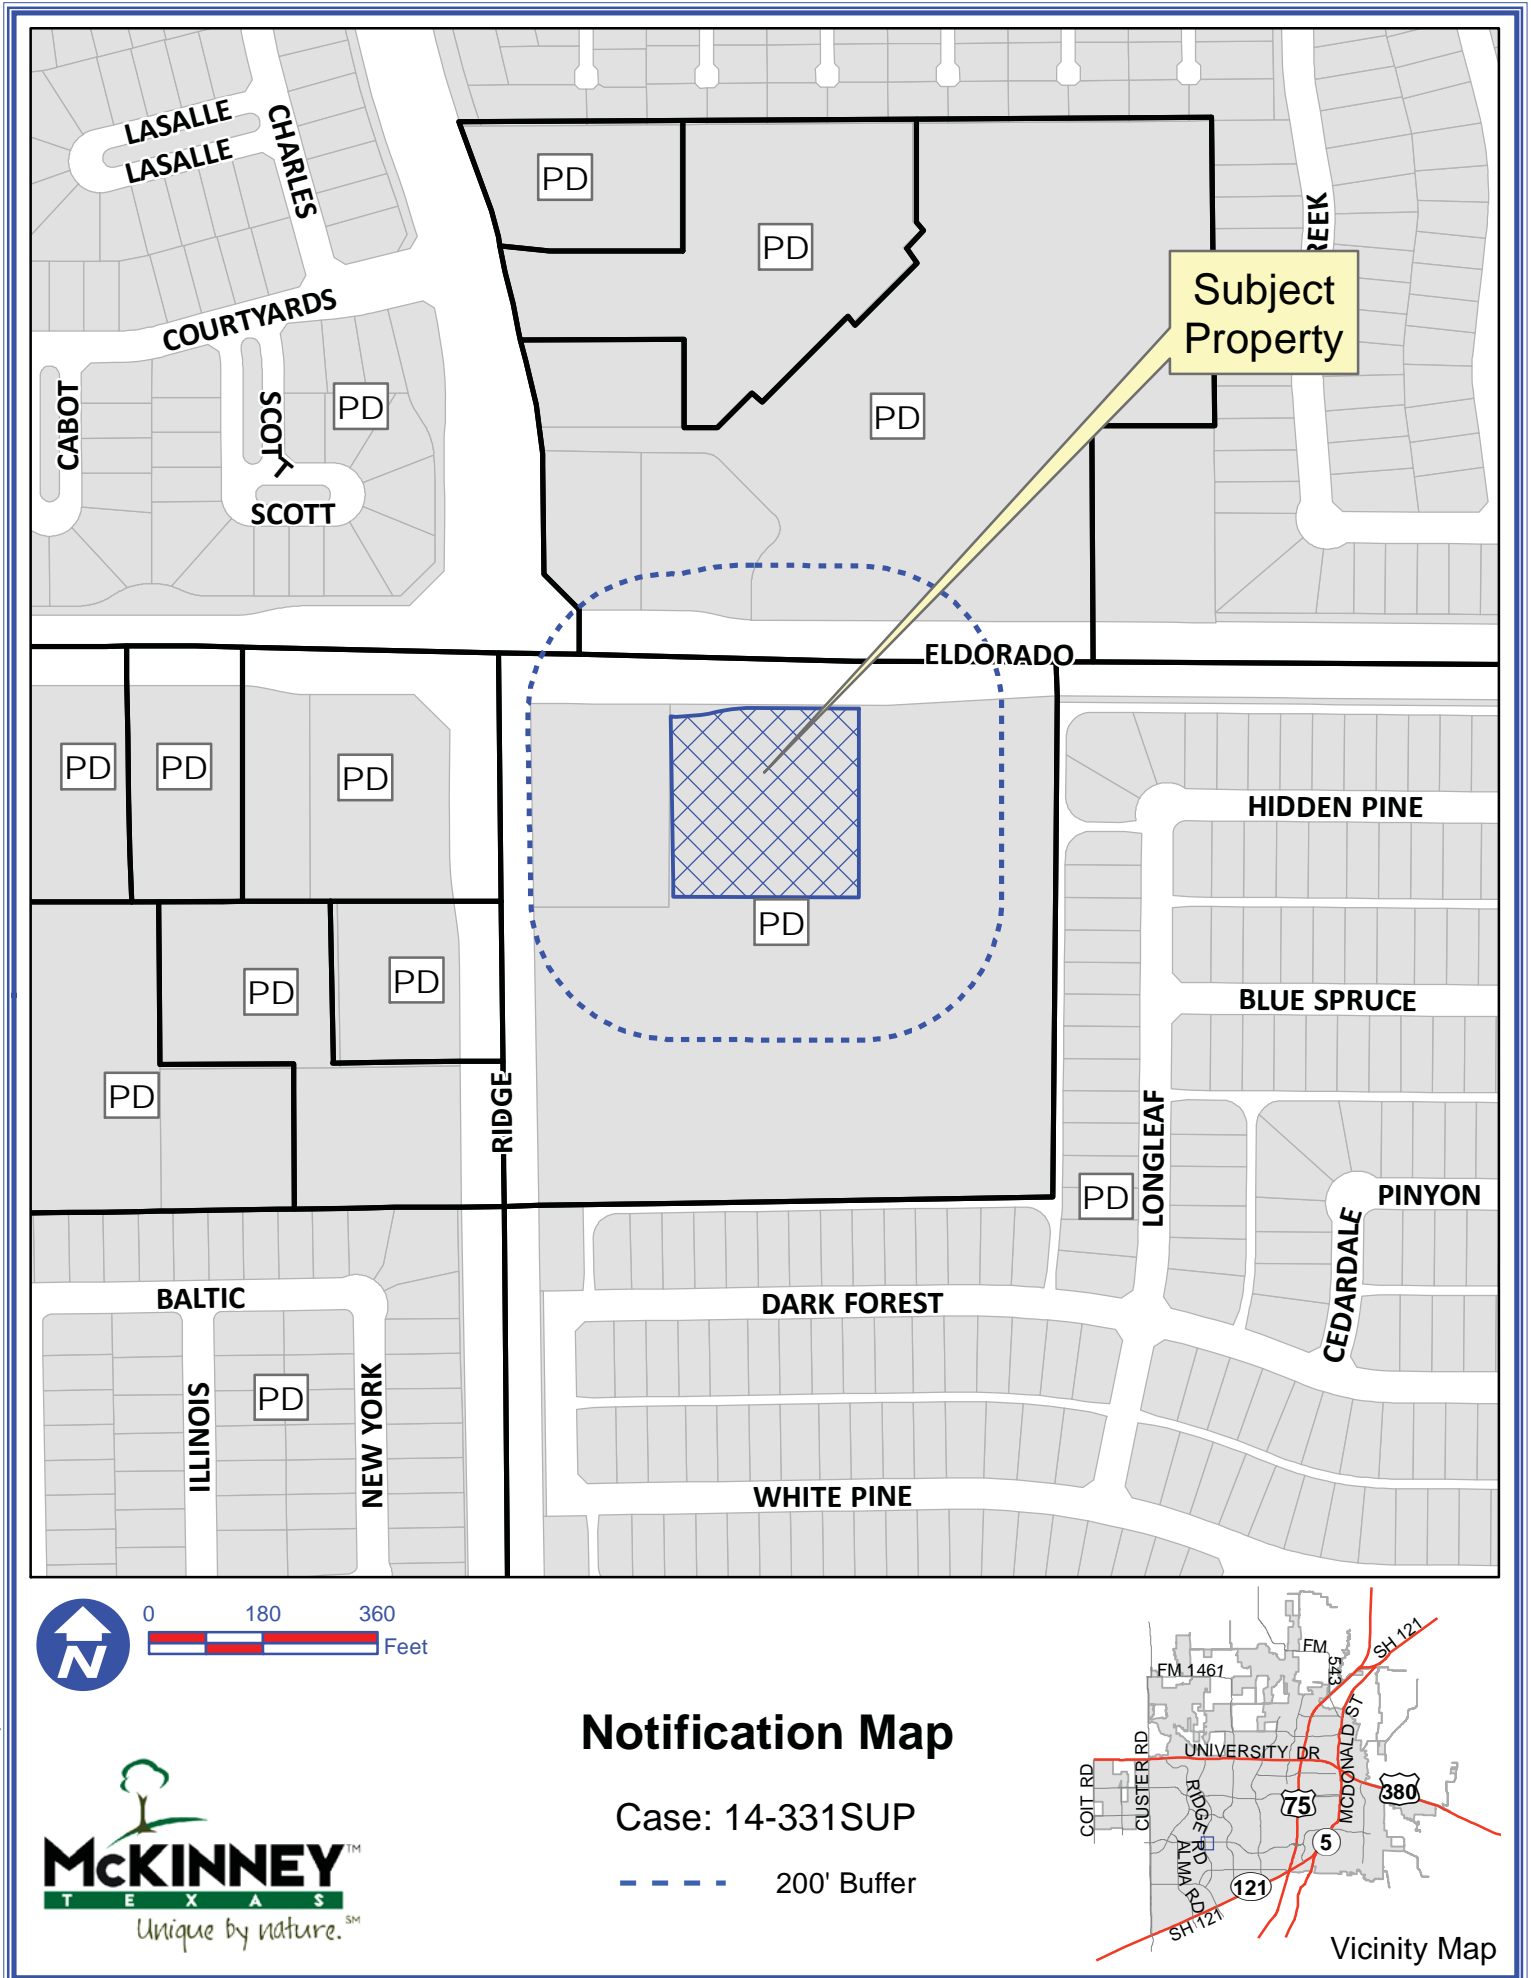 LASALLE
LASALLE
CHARLES
COURTYARDS
CABOT
SCOTT
SCOTT
PD
PD
PD
PD
REEK
Subject
Property
ELDORADO
PD
PD
PD
PD
HIDDEN PINE
BLUE SPRUCE
PD
PD
PD
RIDGE
LONGLEAF
PD
PINYON
CEDARDALE
BALTIC
DARK FOREST
ILLINOIS
PD
NEW YORK
WHITE PINE
N
0 180 360
Feet
Notification Map
Case: 14-331SUP
200' Buffer
McKINNEY™
TEXAS
Unique by nature.℠
FM 1461
FM 543
SH 121
COIT RD
CUSTER RD
UNIVERSITY DR
MCDONALD ST
RIDGE RD
ALMA RD
75
380
5
121
SH 121
Vicinity Map